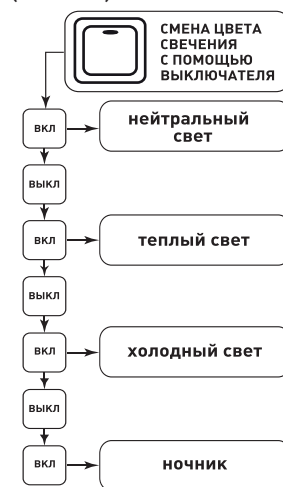 СМЕНА ЦВЕТА
СВЕЧЕНИЯ
С ПОМОЩЬЮ
ВЫКЛЮЧАТЕЛЯ
ВКЛ
нейтральный
свет
ВЫКЛ
ВКЛ
теплый свет
ВЫКЛ
ВКЛ
холодный свет
ВЫКЛ
ВКЛ
ночник